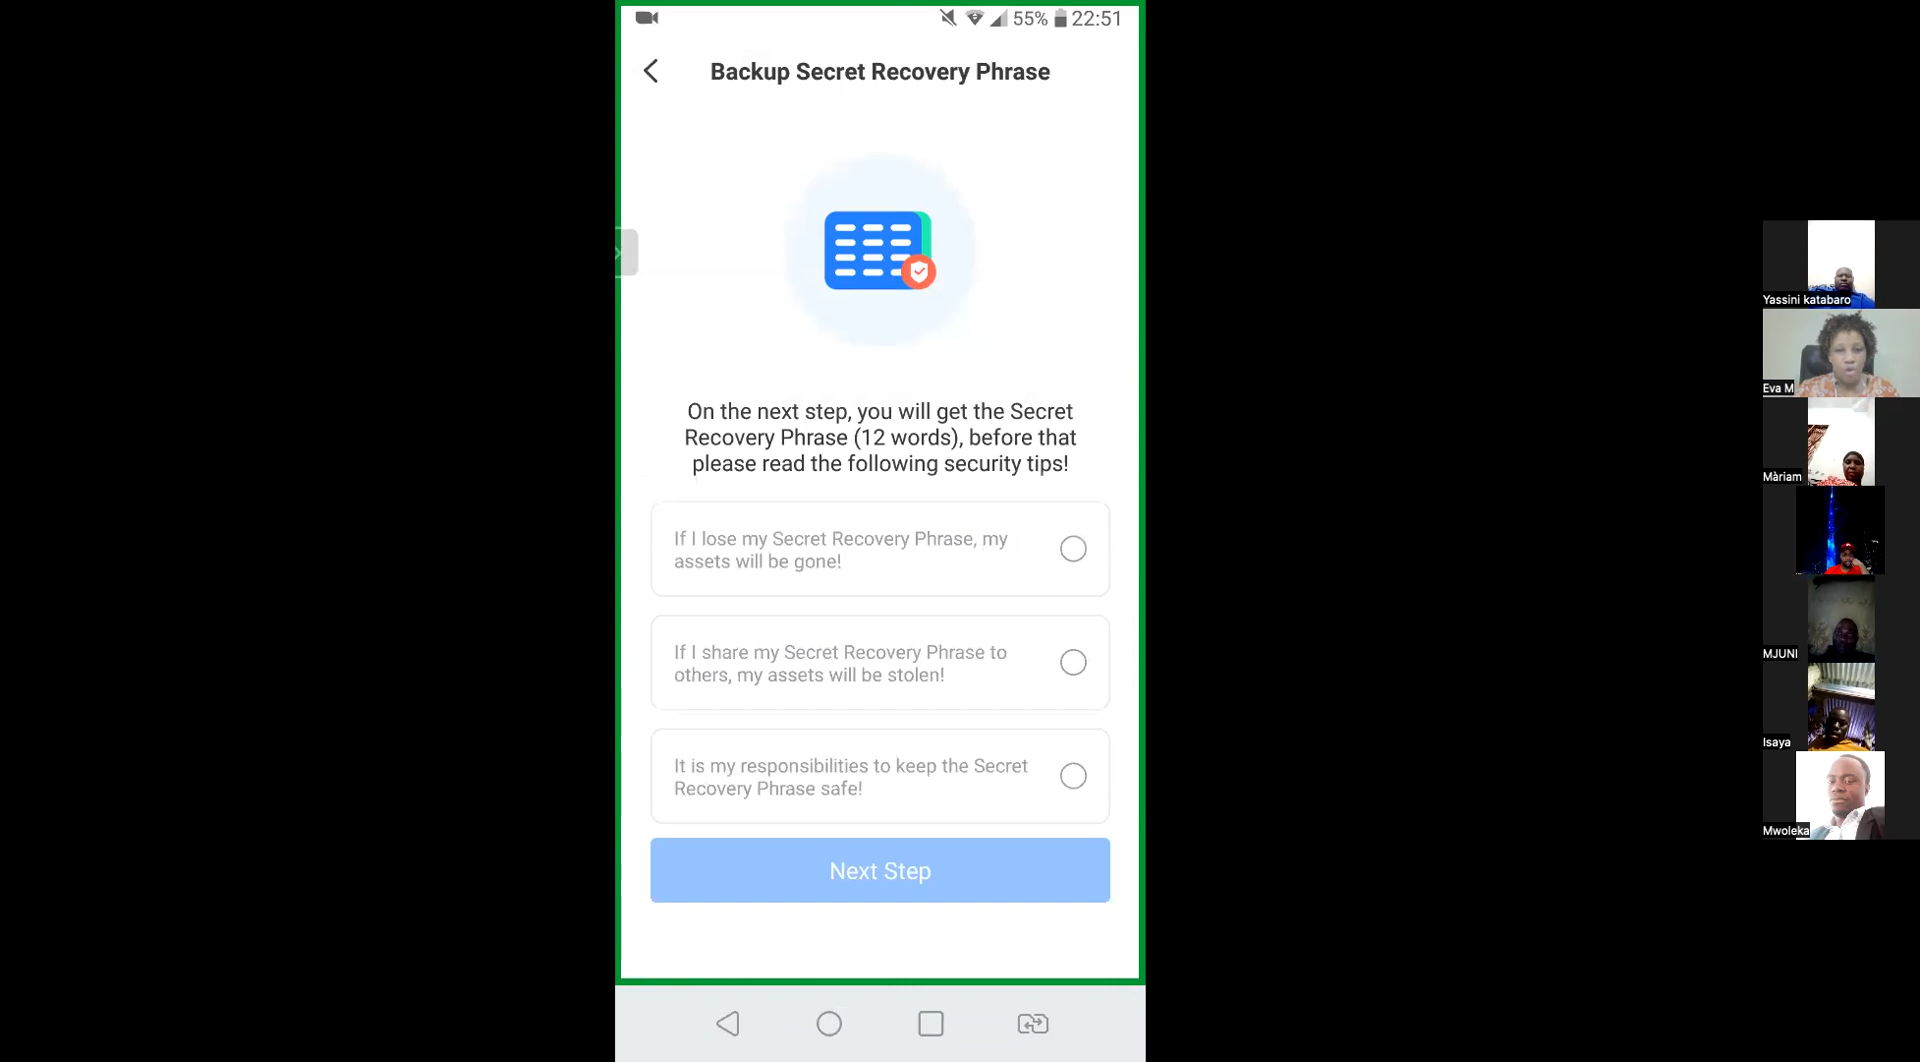 55% 22:51
Backup Secret Recovery Phrase
On the next step, you will get the Secret
Recovery Phrase (12 words), before that
please read the following security tips!
If I lose my Secret Recovery Phrase, my
assets will be gone!
If I share my Secret Recovery Phrase to
others, my assets will be stolen!
It is my responsibilities to keep the Secret
Recovery Phrase safe!
Next Step
Yassini katabaro
Eva M
Màriam
MJUNI
Isaya
Mwoleka